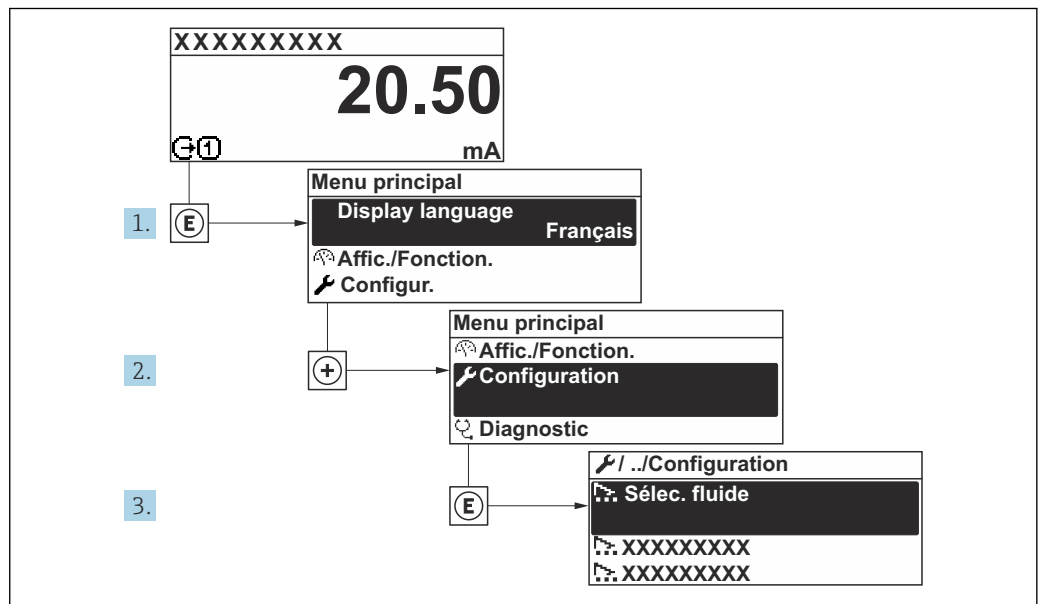 XXXXXXXXX
20.50
1 mA
Menu principal
Display language
Français
Affic./Fonction.
Configur.
1. E
Menu principal
Affic./Fonction.
Configuration
Diagnostic
2. +
/ ../Configuration
Sélec. fluide
XXXXXXXXX
XXXXXXXXX
3. E